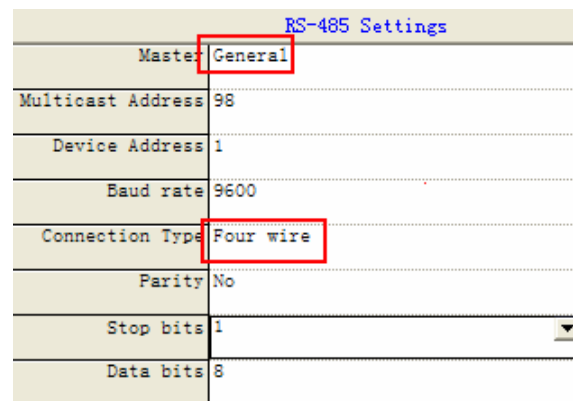 RS-485 Settings
Master General
Multicast Address 98
Device Address 1
Baud rate 9600
Connection Type Four wire
Parity No
Stop bits 1
Data bits 8